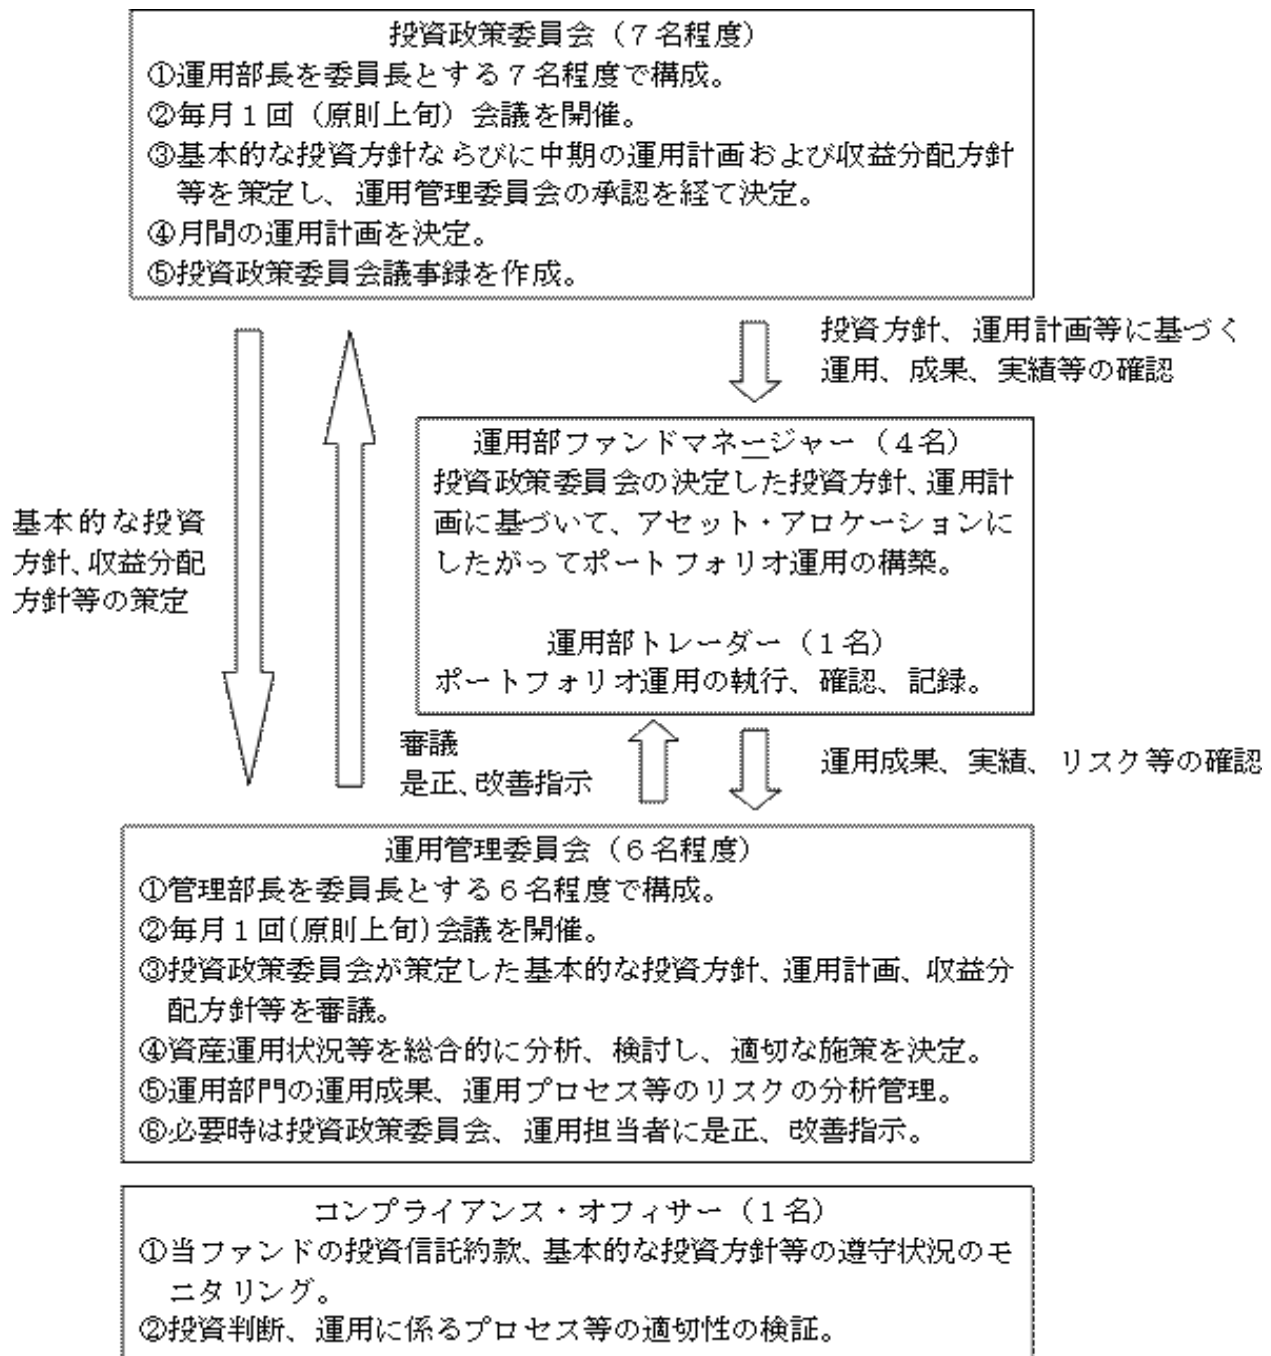 投資政策委員会（７名程度）
①運用部長を委員長とする７名程度で構成。
②毎月１回（原則上旬）会議を開催。
③基本的な投資方針ならびに中期の運用計画および収益分配方針
等を策定し、運用管理委員会の承認を経て決定。
④月間の運用計画を決定。
⑤投資政策委員会議事録を作成。
投資方針、運用計画等に基づく
運用、成果、実績等の確認
運用部ファンドマネージャー（４名）
投資政策委員会の決定した投資方針、運用計
画に基づいて、アセット・アロケーションに
したがってポートフォリオ運用の構築。
運用部トレーダー（１名）
ポートフォリオ運用の執行、確認、記録。
基本的な投資
方針、収益分配
方針等の策定
審議
是正、改善指示
運用成果、実績、リスク等の確認
運用管理委員会（６名程度）
①管理部長を委員長とする６名程度で構成。
②毎月１回(原則上旬)会議を開催。
③投資政策委員会が策定した基本的な投資方針、運用計画、収益分
配方針等を審議。
④資産運用状況等を総合的に分析、検討し、適切な施策を決定。
⑤運用部門の運用成果、運用プロセス等のリスクの分析管理。
⑥必要時は投資政策委員会、運用担当者に是正、改善指示。
コンプライアンス・オフィサー（１名）
①当ファンドの投資信託約款、基本的な投資方針等の遵守状況のモ
ニタリング。
②投資判断、運用に係るプロセス等の適切性の検証。